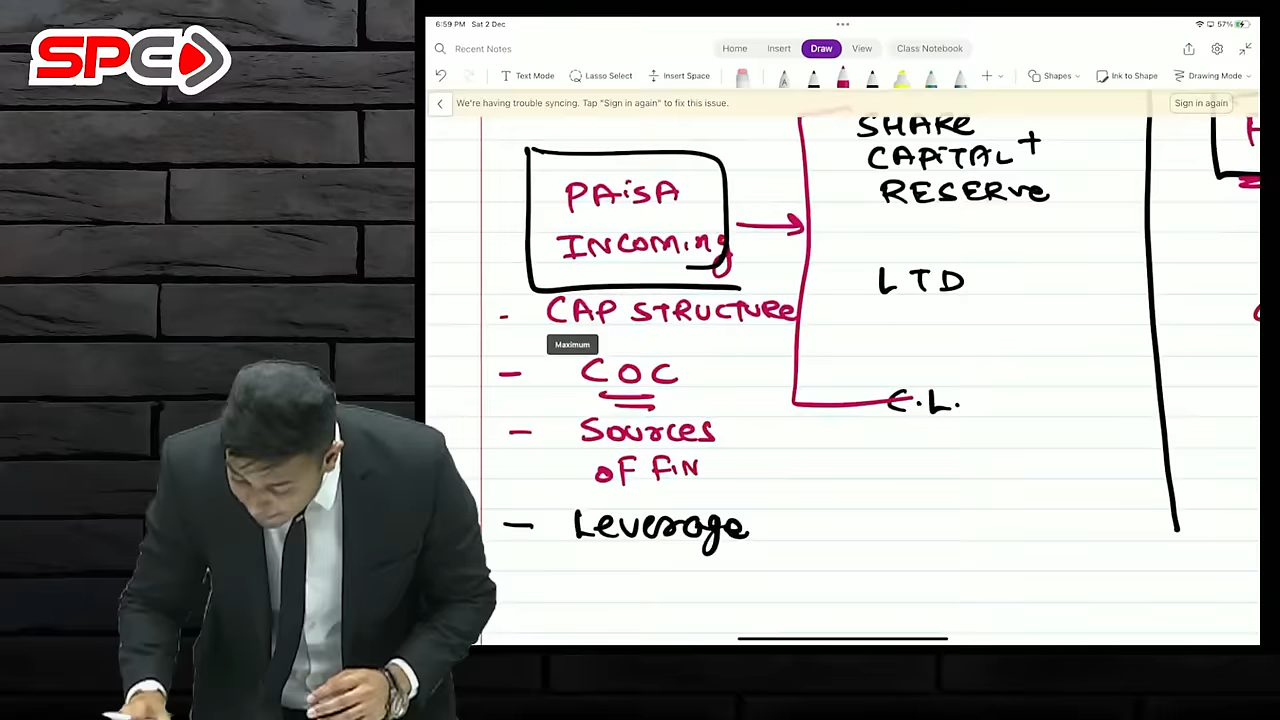 SPC
6:59 PM Sat 2 Dec
57%
Recent Notes
Home Insert Draw View Class Notebook
Text Mode Lasso Select Insert Space Shapes Ink to Shape Drawing Mode
We're having trouble syncing. Tap "Sign in again" to fix this issue.
Sign in again
PAiSA
INCOMING
- CAP STRUCTURE
Maximum
- COC
- Sources
OF FIN
- Leverage
SHARE
CAPITAL +
RESERVE
LTD
C.L.